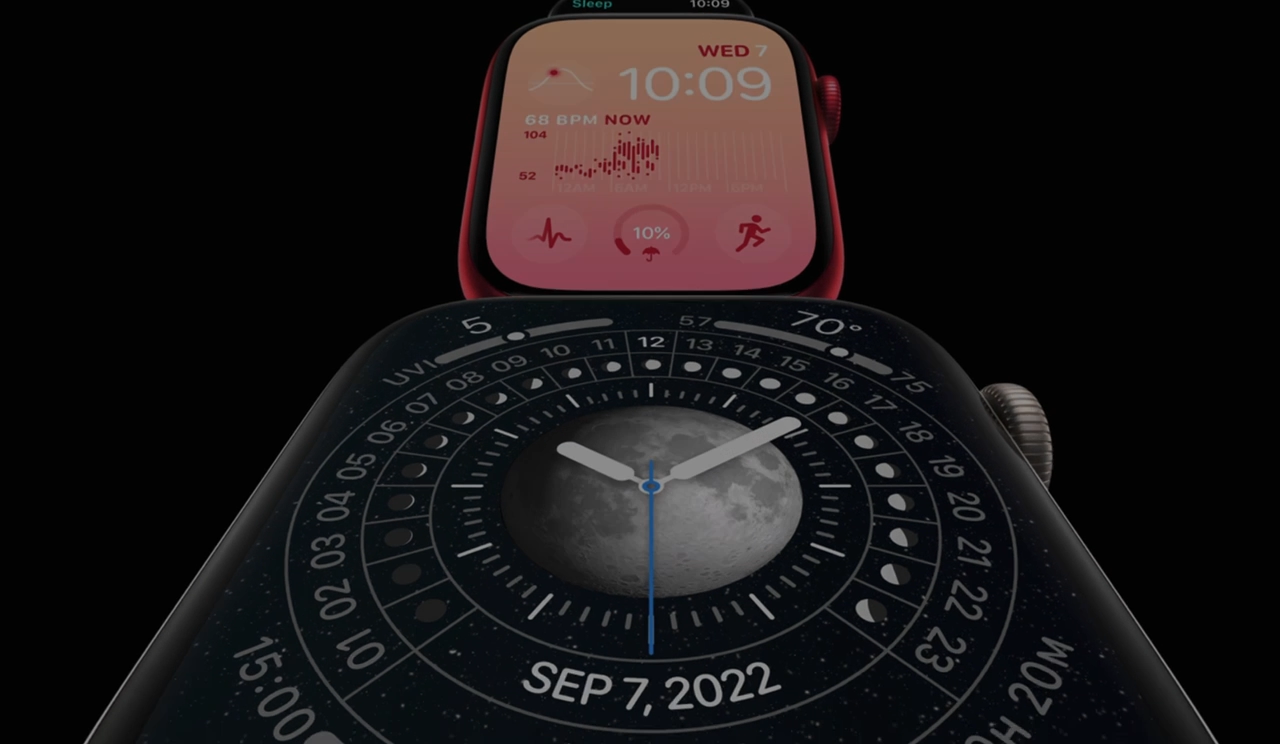 Sleep 10:09
WED 7
10:09
68 BPM NOW
104
52
12AM 6AM 12PM 6PM
10%
UVI 5
57 70° 75
01 02 03 04 05 06 07 08 09 10 11 12 13 14 15 16 17 18 19 20 21 22 23
SEP 7, 2022
15:00
H 20M